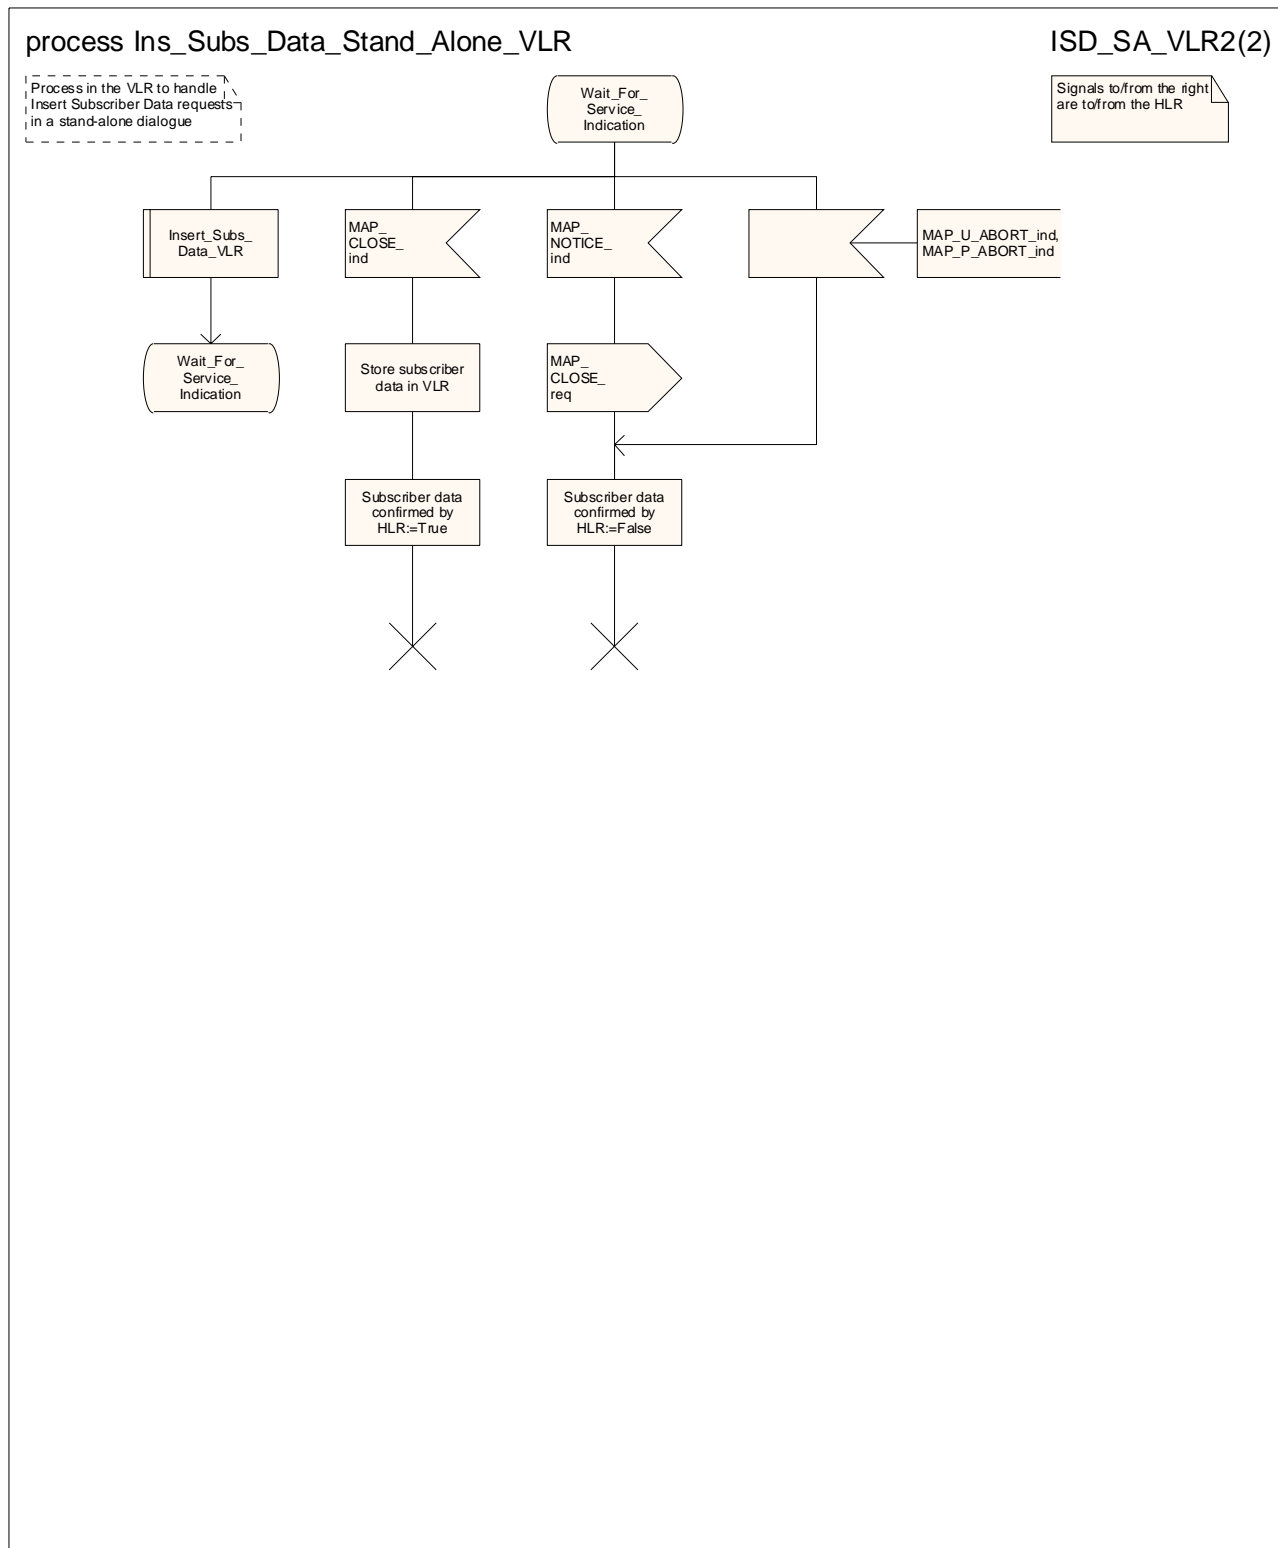 process Ins_Subs_Data_Stand_Alone_VLR
ISD_SA_VLR2(2)
Process in the VLR to handle
Insert Subscriber Data requests
in a stand-alone dialogue
Wait_For_
Service_
Indication
Signals to/from the right
are to/from the HLR
Insert_Subs_
Data_VLR
MAP_
CLOSE_
ind
MAP_
NOTICE_
ind
MAP_U_ABORT_ind,
MAP_P_ABORT_ind
Wait_For_
Service_
Indication
Store subscriber
data in VLR
MAP_
CLOSE_
req
Subscriber data
confirmed by
HLR:=True
Subscriber data
confirmed by
HLR:=False